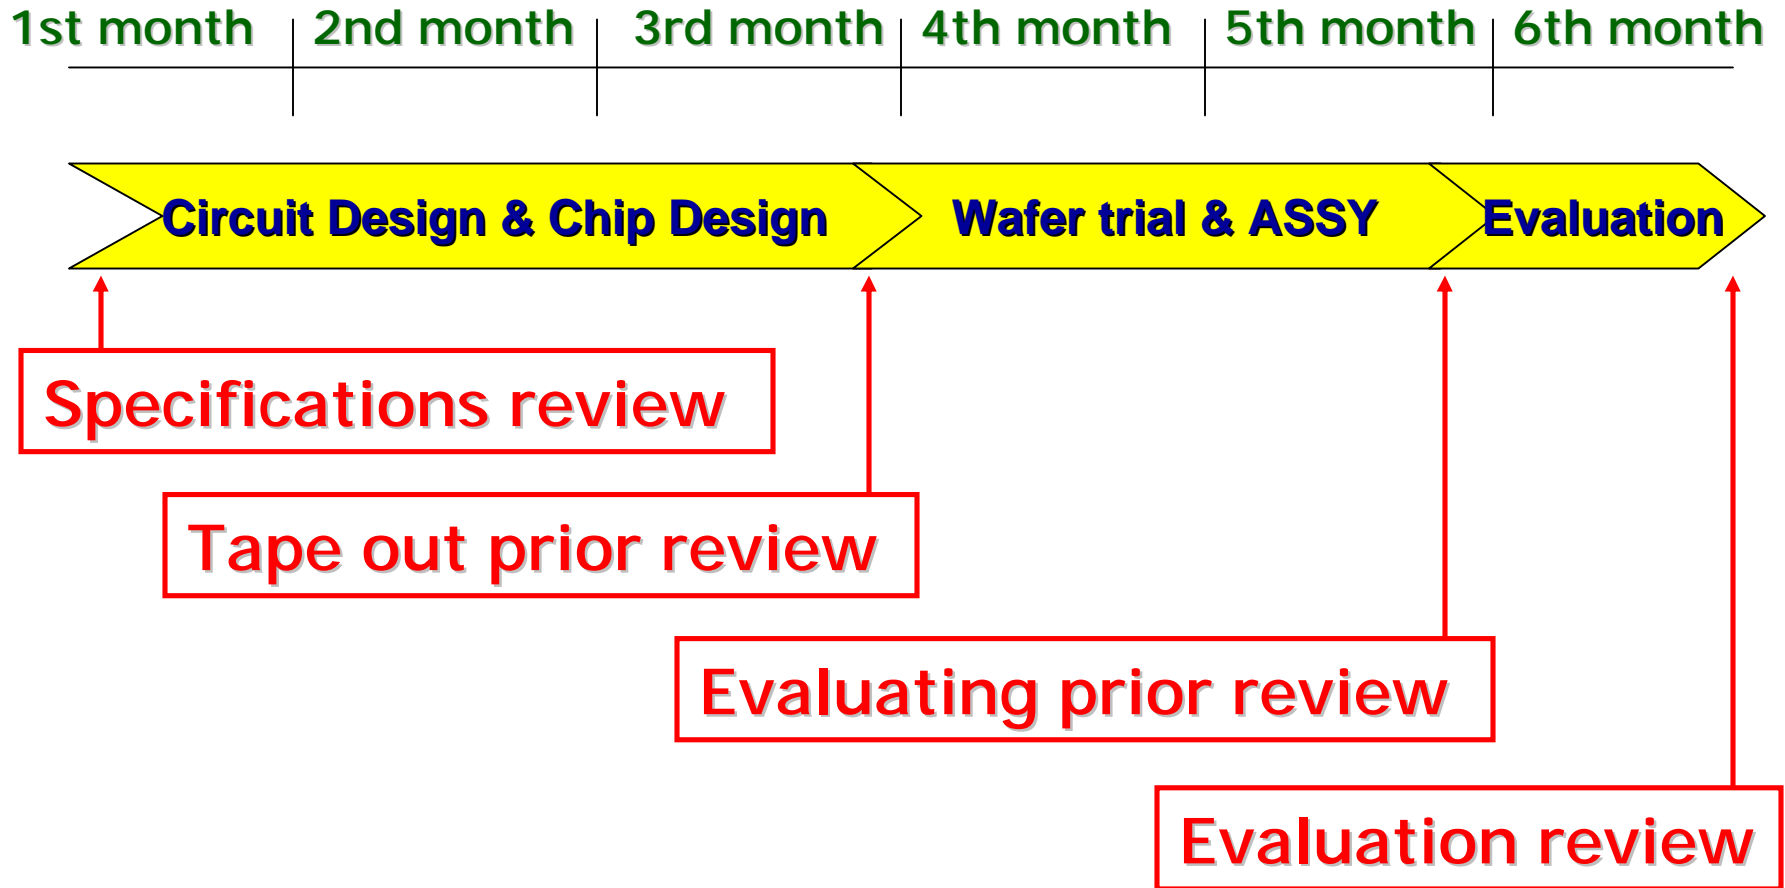 1st month 2nd month 3rd month 4th month 5th month 6th month
Circuit Design & Chip Design Wafer trial & ASSY Evaluation
Specifications review
Tape out prior review
Evaluating prior review
Evaluation review